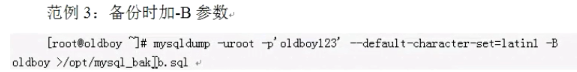 范例 3：备份时加-B 参数
[root@oldboy ~]# mysqldump -uroot -p'oldboy123' --default-character-set=latin1 -B
oldboy >/opt/mysql_bak_b.sql